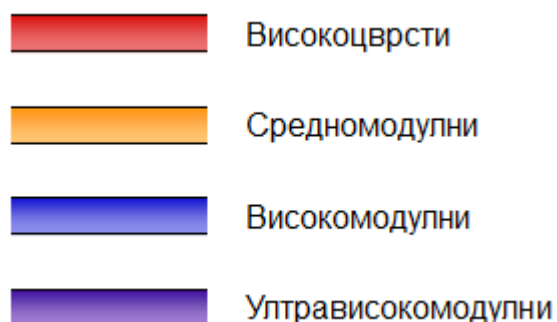 Високоцврсти
Средномодулни
Високомодулни
Ултрависокомодулни